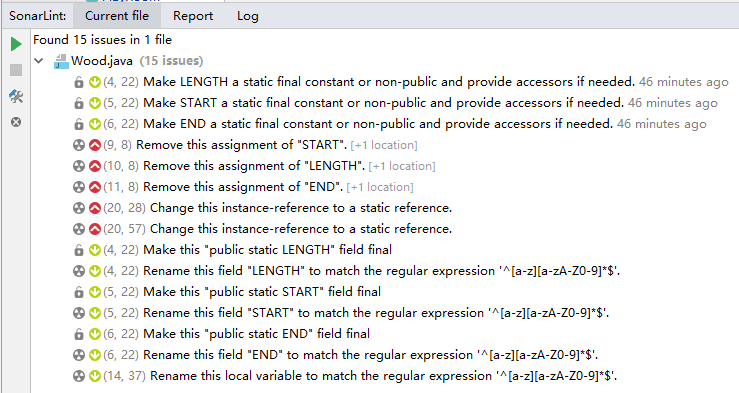 SonarLint: Current file Report Log
Found 15 issues in 1 file
Wood.java (15 issues)
(4, 22) Make LENGTH a static final constant or non-public and provide accessors if needed. 46 minutes ago
(5, 22) Make START a static final constant or non-public and provide accessors if needed. 46 minutes ago
(6, 22) Make END a static final constant or non-public and provide accessors if needed. 46 minutes ago
(9, 8) Remove this assignment of "START". [+1 location]
(10, 8) Remove this assignment of "LENGTH". [+1 location]
(11, 8) Remove this assignment of "END". [+1 location]
(20, 28) Change this instance-reference to a static reference.
(20, 57) Change this instance-reference to a static reference.
(4, 22) Make this "public static LENGTH" field final
(4, 22) Rename this field "LENGTH" to match the regular expression '^[a-z][a-zA-Z0-9]*$'.
(5, 22) Make this "public static START" field final
(5, 22) Rename this field "START" to match the regular expression '^[a-z][a-zA-Z0-9]*$'.
(6, 22) Make this "public static END" field final
(6, 22) Rename this field "END" to match the regular expression '^[a-z][a-zA-Z0-9]*$'.
(14, 37) Rename this local variable to match the regular expression '^[a-z][a-zA-Z0-9]*$'.